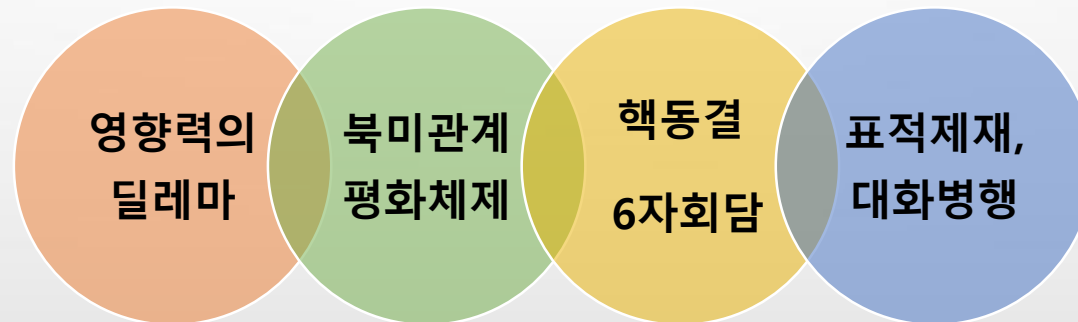 영향력의
딜레마
북미관계
평화체제
핵동결
6자회담
표적제재,
대화병행